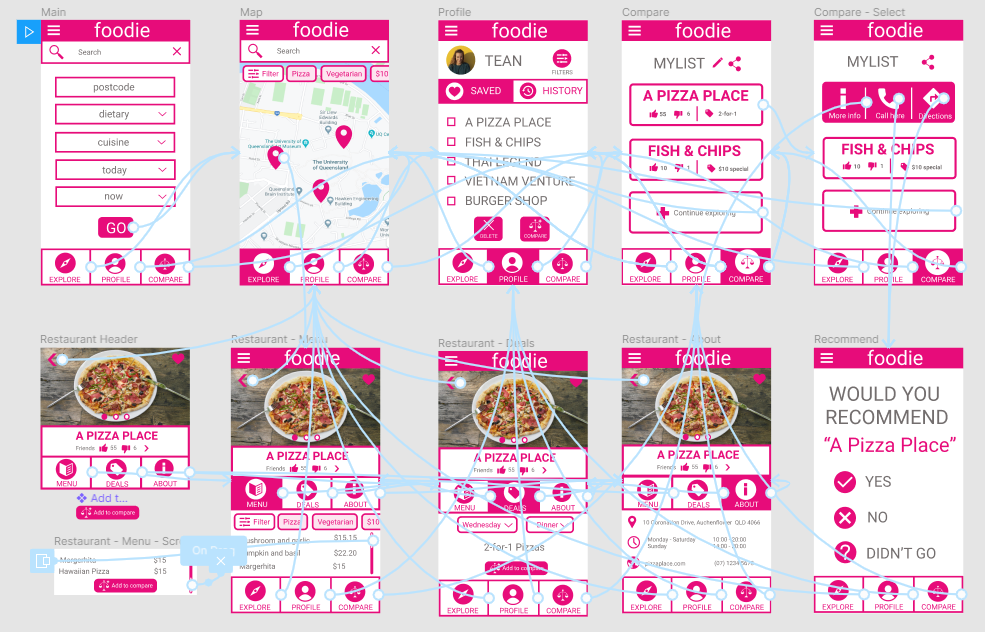 Main
foodie
Search
postcode
dietary
cuisine
today
now
GO
EXPLORE
PROFILE
COMPARE
Map
foodie
Search
Filter
Pizza
Vegetarian
$10
The University of Queensland
EXPLORE
PROFILE
COMPARE
Profile
foodie
TEAN
FILTERS
SAVED
HISTORY
A PIZZA PLACE
FISH & CHIPS
THAI LEGEND
VIETNAM VENTURE
BURGER SHOP
DELETE
COMPARE
EXPLORE
PROFILE
COMPARE
Compare
foodie
MYLIST
A PIZZA PLACE
55 6 2-for-1
FISH & CHIPS
10 1 $10 special
Continue exploring
EXPLORE
PROFILE
COMPARE
Compare - Select
foodie
MYLIST
More info
Call here
Directions
FISH & CHIPS
10 1 $10 special
Continue exploring
EXPLORE
PROFILE
COMPARE
Restaurant Header
A PIZZA PLACE
Friends 55 6
MENU
DEALS
ABOUT
Add t...
Add to compare
Restaurant - Menu - Scro
On Drag
Margerhita $15
Hawaiian Pizza $15
Add to compare
Restaurant - Menu
foodie
A PIZZA PLACE
Friends 55 6
MENU
DEALS
ABOUT
Filter
Pizza
Vegetarian
$10
Mushroom and garlic $15.15
Pumpkin and basil $22.20
Margerhita $15
EXPLORE
PROFILE
COMPARE
Restaurant - Deals
foodie
A PIZZA PLACE
Friends 55 6
MENU
DEALS
ABOUT
Wednesday
Dinner
2-for-1 Pizzas
Add to compare
EXPLORE
PROFILE
COMPARE
Restaurant - About
foodie
A PIZZA PLACE
Friends 55 6
MENU
DEALS
ABOUT
10 Coronation Drive, Auchenflower QLD 4066
Monday - Saturday 10:00 - 20:00
Sunday 14:00 - 20:00
pizzaplace.com
EXPLORE
PROFILE
COMPARE
Recommend
foodie
WOULD YOU
RECOMMEND
“A Pizza Place”
YES
NO
DIDN'T GO
EXPLORE
PROFILE
COMPARE